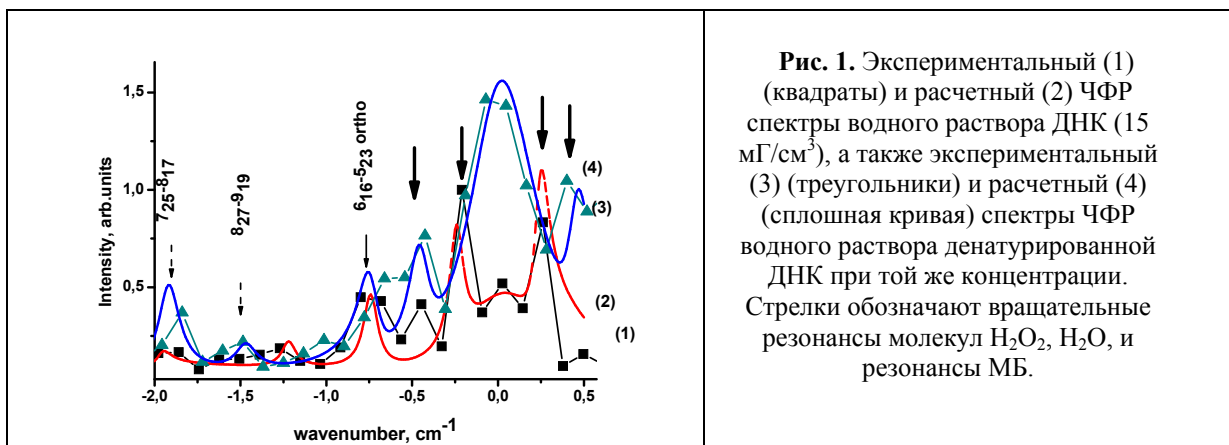 1,5
1,0
0,5
Intensity, arb.units
-2,0 -1,5 -1,0 -0,5 0,0 0,5
wavenumber, cm⁻¹
7₂₅-8₁₇
8₂₇-9₁₉
6₁₆-5₂₃ ortho
(4)
(3)
(2)
(1)
Рис. 1. Экспериментальный (1)
(квадраты) и расчетный (2) ЧФР
спектры водного раствора ДНК (15
мГ/см³), а также экспериментальный
(3) (треугольники) и расчетный (4)
(сплошная кривая) спектры ЧФР
водного раствора денатурированной
ДНК при той же концентрации.
Стрелки обозначают вращательные
резонансы молекул H₂O₂, H₂O, и
резонансы МБ.